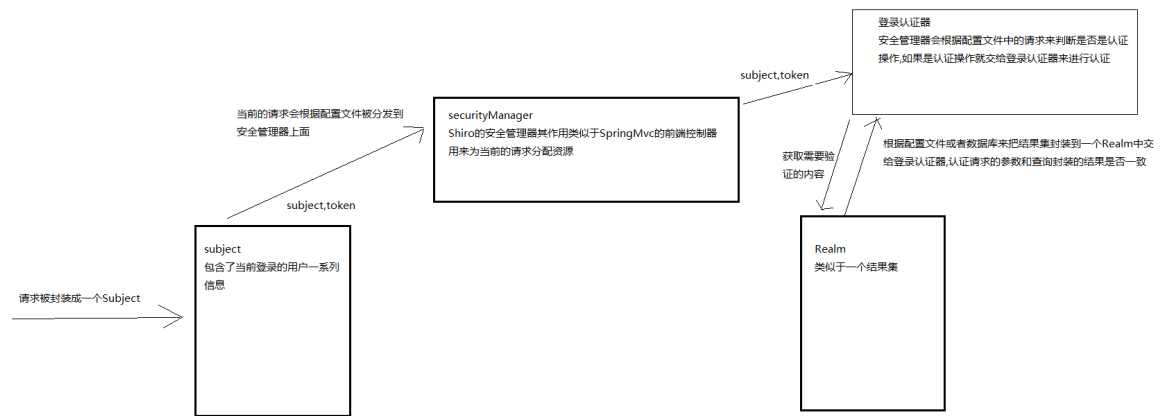 登录认证器
安全管理器会根据配置文件中的请求来判断是否是认证
操作,如果是认证操作就交给登录认证器来进行认证
subject,token
当前的请求会根据配置文件被分发到
安全管理器上面
securityManager
Shiro的安全管理器其作用类似于SpringMvc的前端控制器
用来为当前的请求分配资源
获取需要验
证的内容
根据配置文件或者数据库来把结果集封装到一个Realm中交
给登录认证器,认证请求的参数和查询封装的结果是否一致
subject,token
subject
包含了当前登录的用户一系列
信息
Realm
类似于一个结果集
请求被封装成一个Subject